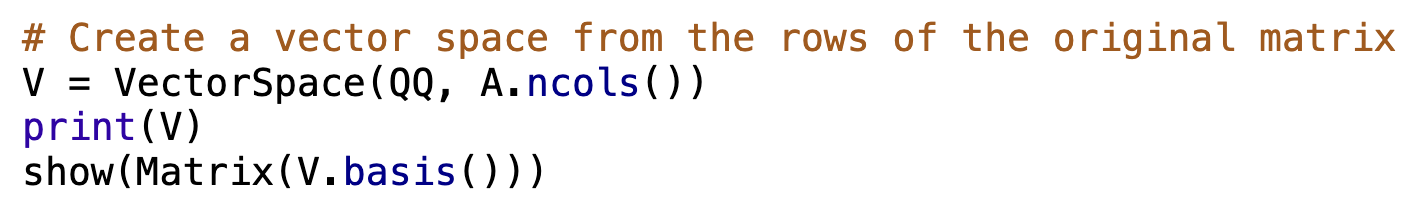 # Create a vector space from the rows of the original matrix
V = VectorSpace(QQ, A.ncols())
print(V)
show(Matrix(V.basis()))